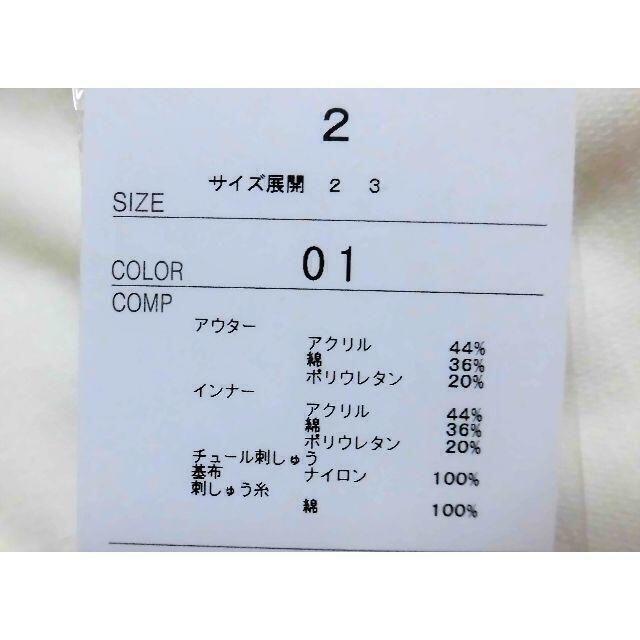 2
サイズ展開 2 3
SIZE
COLOR 01
COMP
アウター
アクリル 44%
綿 36%
ポリウレタン 20%
インナー
アクリル 44%
綿 36%
ポリウレタン 20%
チュール刺しゅう
基布 ナイロン 100%
刺しゅう糸
綿 100%